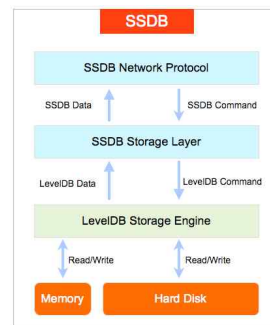 SSDB
SSDB Network Protocol
SSDB Data
SSDB Command
SSDB Storage Layer
LevelDB Data
LevelDB Command
LevelDB Storage Engine
Read/Write
Read/Write
Memory
Hard Disk